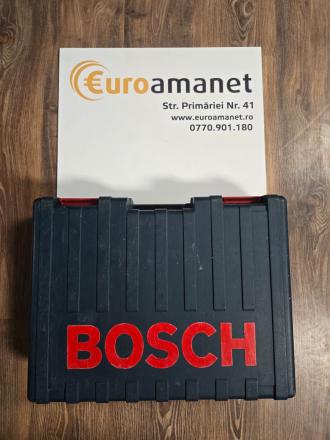 €uroamanet
Str. Primăriei Nr. 41
www.euroamanet.ro
0770.901.180
BOSCH